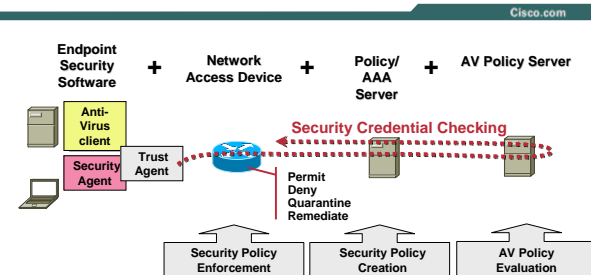 Cisco.com
Endpoint
Security
Software
+
Network
Access Device
+
Policy/
AAA
Server
+
AV Policy Server
Anti-
Virus
client
Security
Agent
Trust
Agent
Security Credential Checking
Permit
Deny
Quarantine
Remediate
Security Policy
Enforcement
Security Policy
Creation
AV Policy
Evaluation